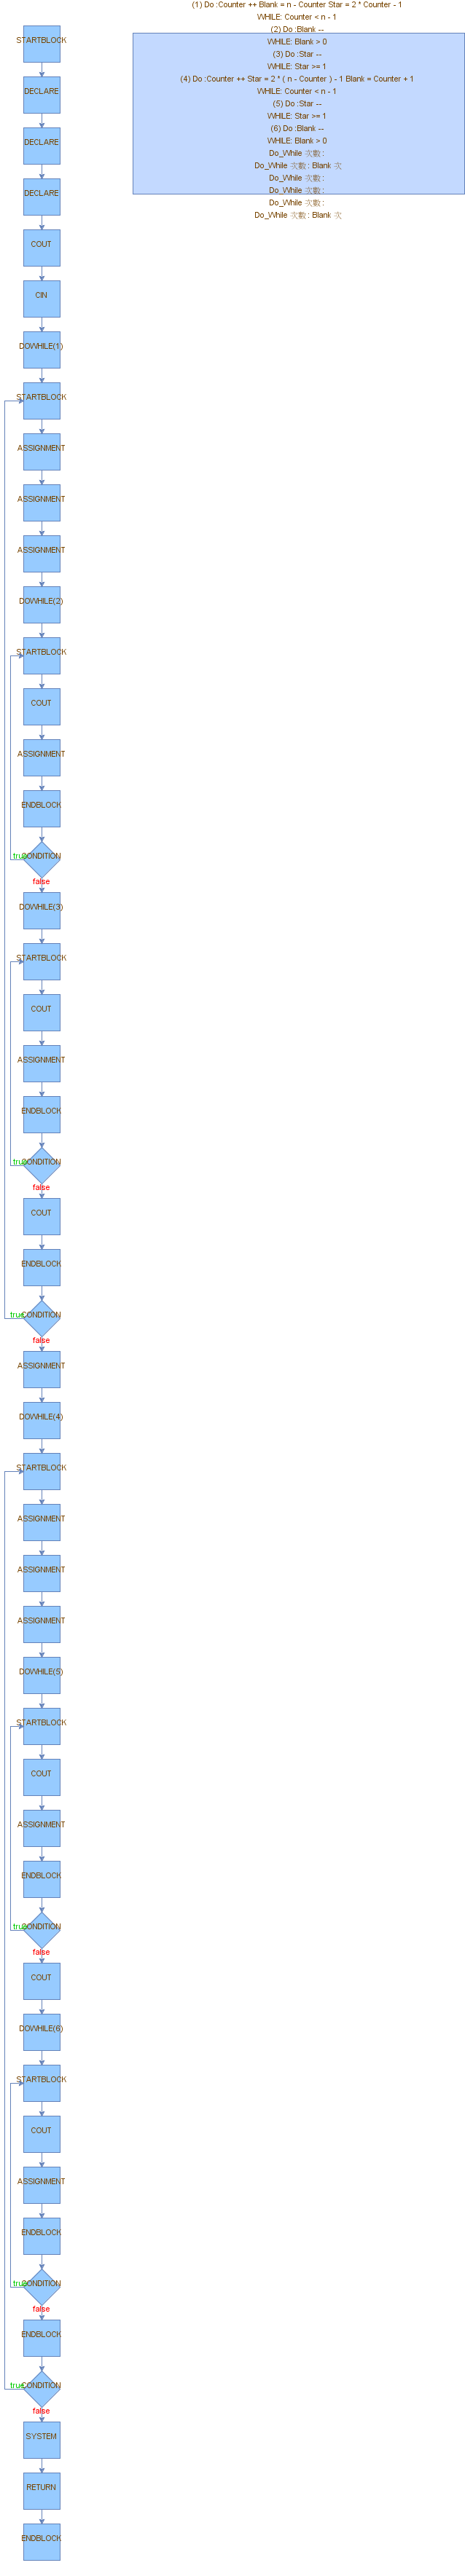 (1) Do :Counter ++ Blank = n - Counter Star = 2 * Counter - 1
WHILE: Counter < n - 1
(2) Do :Blank --
WHILE: Blank > 0
(3) Do :Star --
WHILE: Star >= 1
(4) Do :Counter ++ Star = 2 * ( n - Counter ) - 1 Blank = Counter + 1
WHILE: Counter < n - 1
(5) Do :Star --
WHILE: Star >= 1
(6) Do :Blank --
WHILE: Blank > 0
Do_While 次數 :
Do_While 次數 : Blank 次
Do_While 次數 :
Do_While 次數 :
Do_While 次數 :
Do_While 次數 : Blank 次
STARTBLOCK
DECLARE
DECLARE
DECLARE
COUT
CIN
DOWHILE(1)
STARTBLOCK
ASSIGNMENT
ASSIGNMENT
ASSIGNMENT
DOWHILE(2)
STARTBLOCK
COUT
ASSIGNMENT
ENDBLOCK
true CONDITION
false
DOWHILE(3)
STARTBLOCK
COUT
ASSIGNMENT
ENDBLOCK
true CONDITION
false
COUT
ENDBLOCK
true CONDITION
false
ASSIGNMENT
DOWHILE(4)
STARTBLOCK
ASSIGNMENT
ASSIGNMENT
ASSIGNMENT
DOWHILE(5)
STARTBLOCK
COUT
ASSIGNMENT
ENDBLOCK
true CONDITION
false
COUT
DOWHILE(6)
STARTBLOCK
COUT
ASSIGNMENT
ENDBLOCK
true CONDITION
false
ENDBLOCK
true CONDITION
false
SYSTEM
RETURN
ENDBLOCK